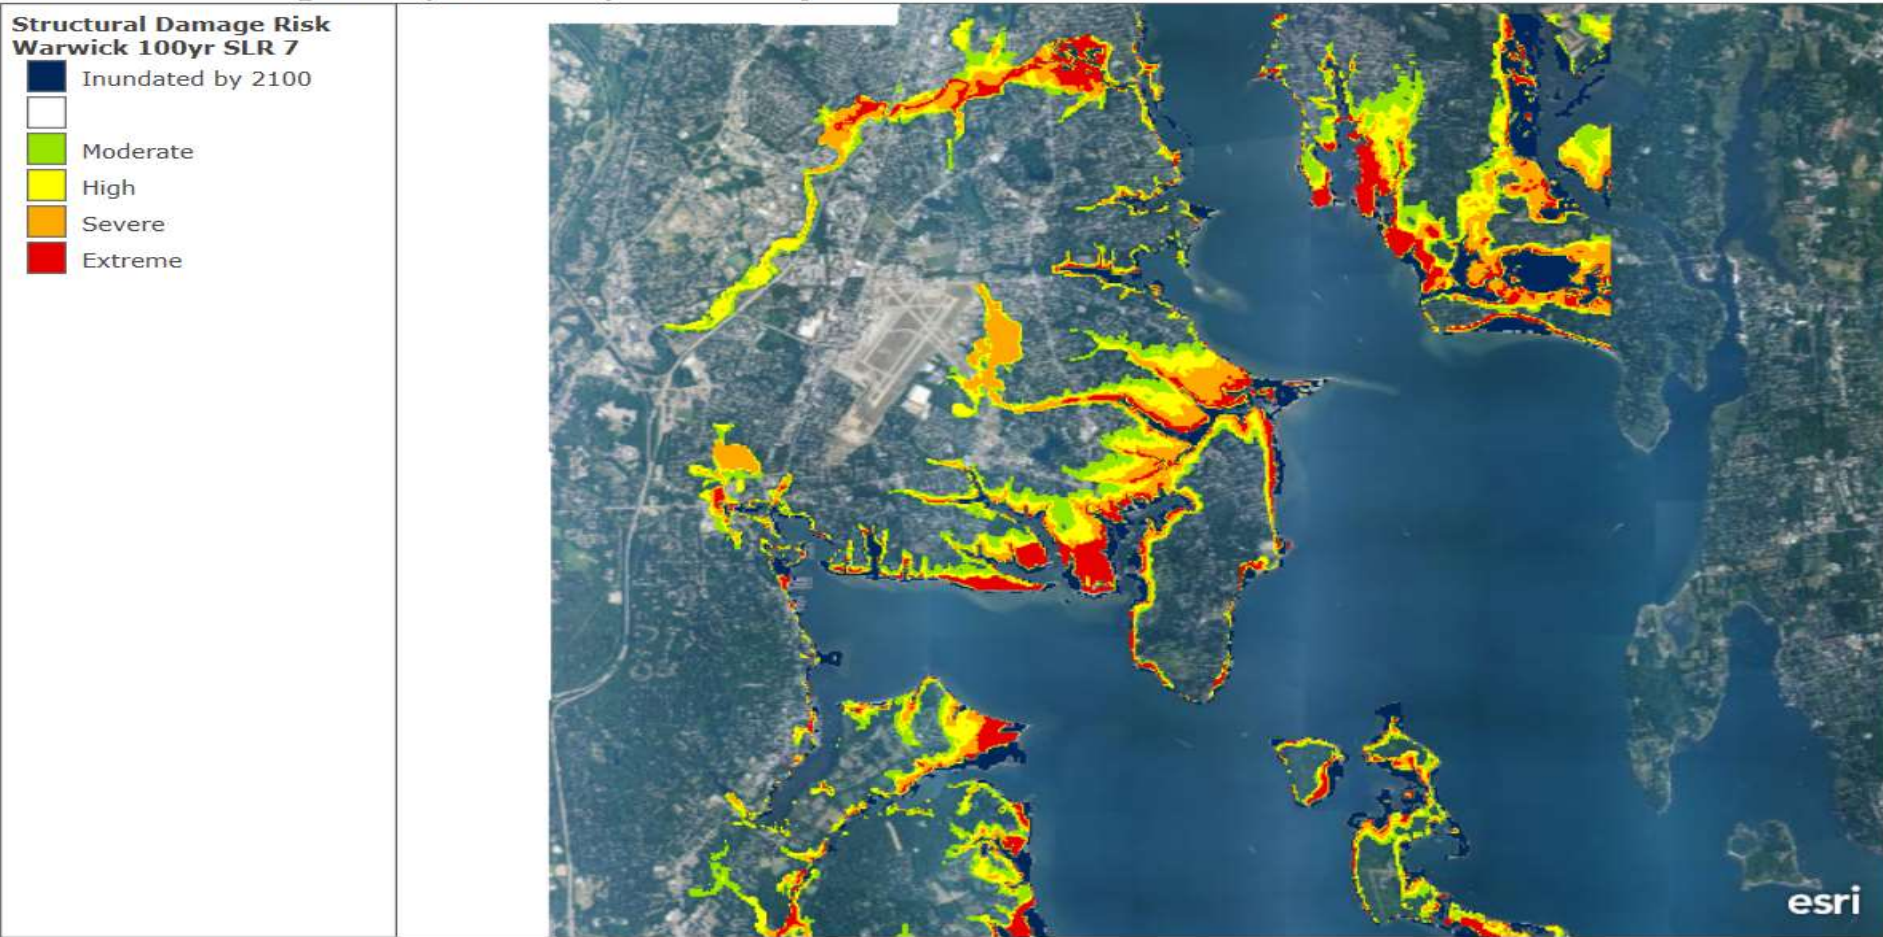 Structural Damage Risk
Warwick 100yr SLR 7
Inundated by 2100
Moderate
High
Severe
Extreme
esri